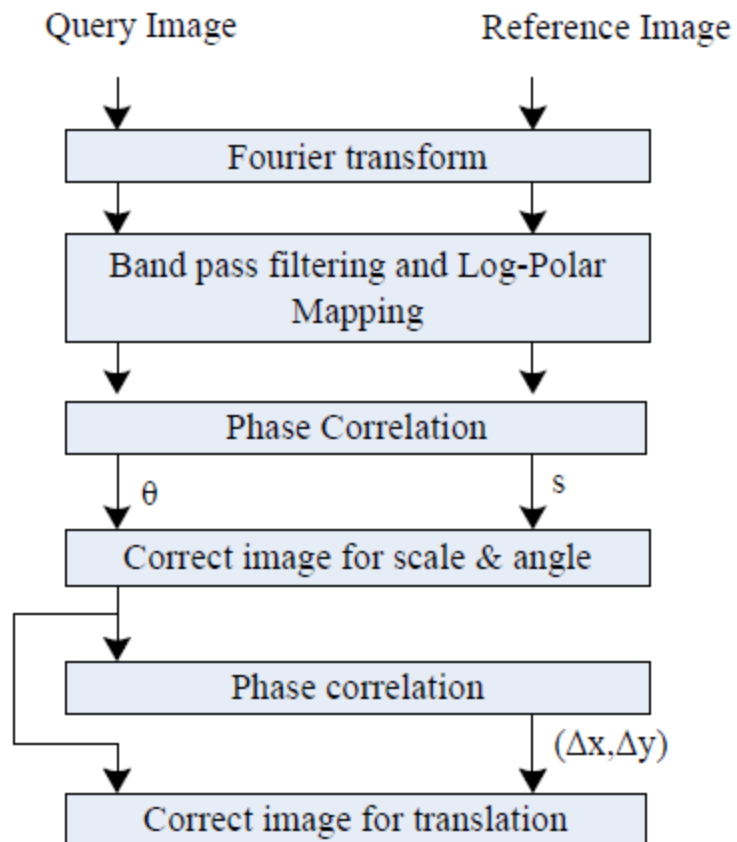 Query Image
Reference Image
Fourier transform
Band pass filtering and Log-Polar
Mapping
Phase Correlation
θ
s
Correct image for scale & angle
Phase correlation
(Δx,Δy)
Correct image for translation